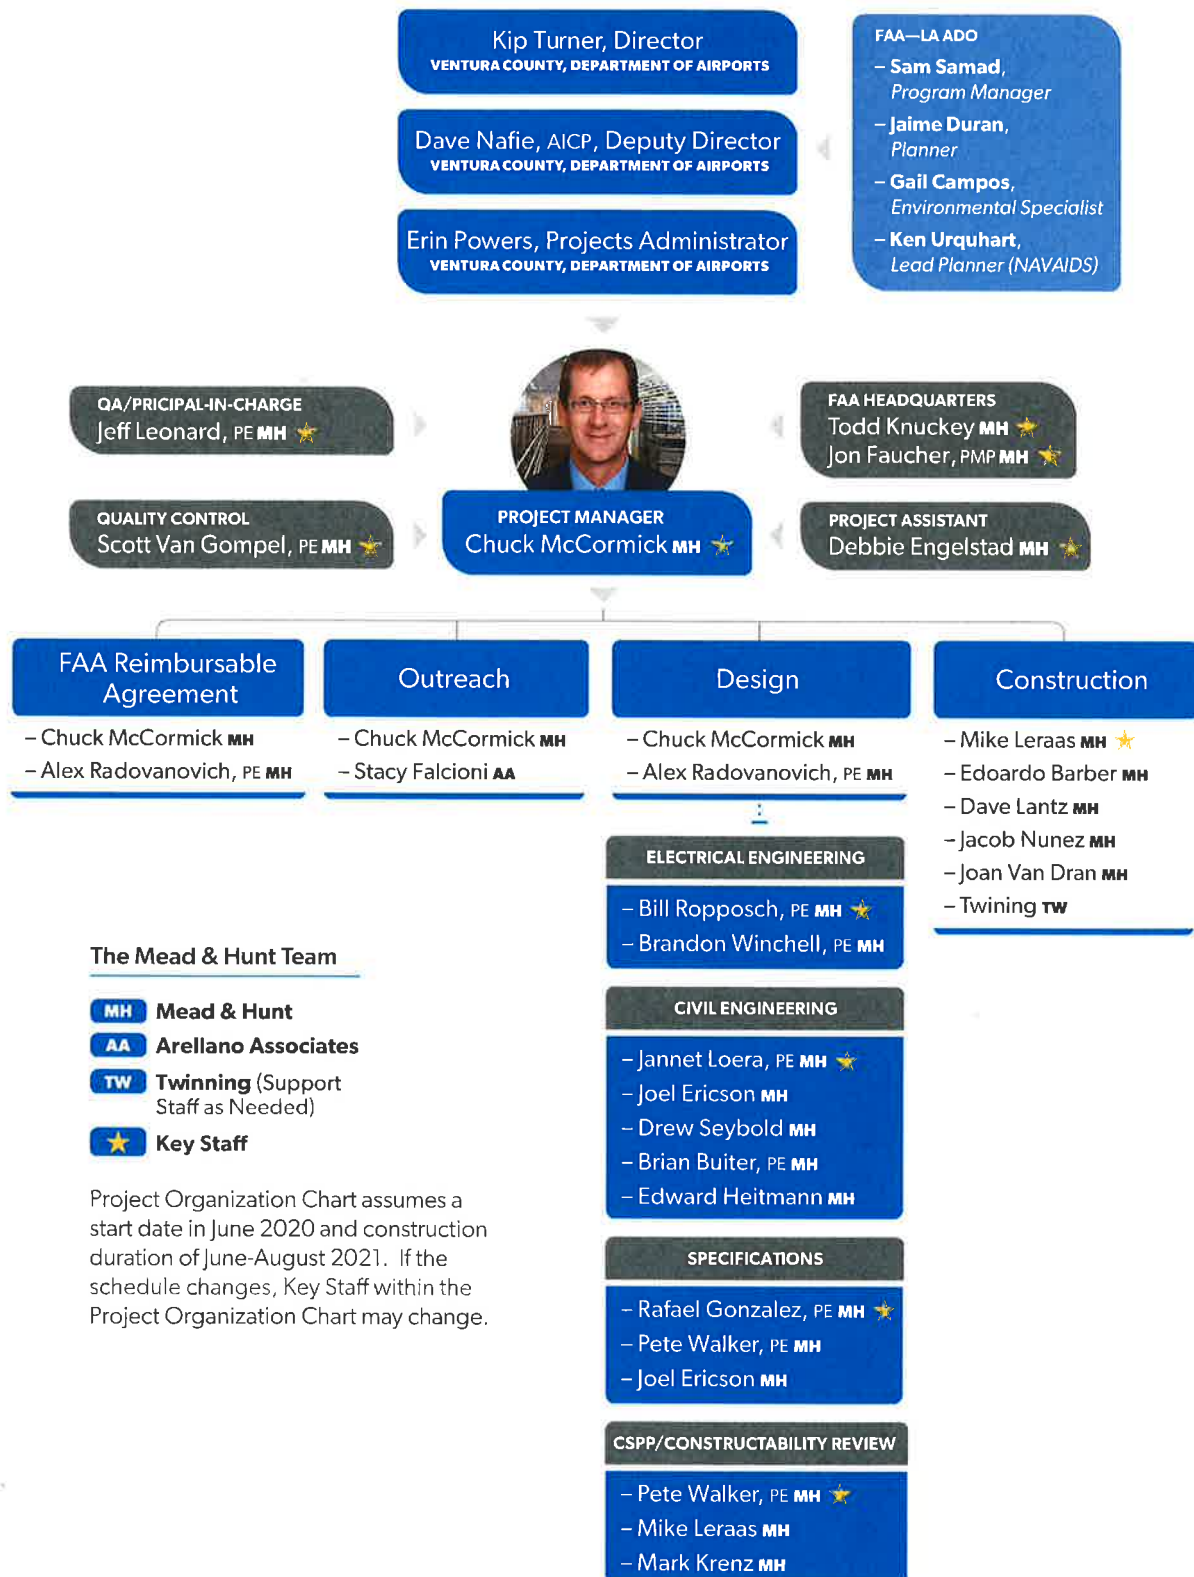 Kip Turner, Director
VENTURA COUNTY, DEPARTMENT OF AIRPORTS
Dave Nafie, AICP, Deputy Director
VENTURA COUNTY, DEPARTMENT OF AIRPORTS
Erin Powers, Projects Administrator
VENTURA COUNTY, DEPARTMENT OF AIRPORTS
FAA—LA ADO
– Sam Samad,
Program Manager
– Jaime Duran,
Planner
– Gail Campos,
Environmental Specialist
– Ken Urquhart,
Lead Planner (NAVAIDS)
QA/PRICIPAL-IN-CHARGE
Jeff Leonard, PE MH
QUALITY CONTROL
Scott Van Gompel, PE MH
PROJECT MANAGER
Chuck McCormick MH
FAA HEADQUARTERS
Todd Knuckey MH
Jon Faucher, PMP MH
PROJECT ASSISTANT
Debbie Engelstad MH
FAA Reimbursable
Agreement
– Chuck McCormick MH
– Alex Radovanovich, PE MH
Outreach
– Chuck McCormick MH
– Stacy Falcioni AA
Design
– Chuck McCormick MH
– Alex Radovanovich, PE MH
ELECTRICAL ENGINEERING
– Bill Ropposch, PE MH
– Brandon Winchell, PE MH
CIVIL ENGINEERING
– Jannet Loera, PE MH
– Joel Ericson MH
– Drew Seybold MH
– Brian Buiter, PE MH
– Edward Heitmann MH
SPECIFICATIONS
– Rafael Gonzalez, PE MH
– Pete Walker, PE MH
– Joel Ericson MH
CSPP/CONSTRUCTABILITY REVIEW
– Pete Walker, PE MH
– Mike Leraas MH
– Mark Krenz MH
Construction
– Mike Leraas MH
– Edoardo Barber MH
– Dave Lantz MH
– Jacob Nunez MH
– Joan Van Dran MH
– Twining TW
The Mead & Hunt Team
MH Mead & Hunt
AA Arellano Associates
TW Twinning (Support
Staff as Needed)
Key Staff
Project Organization Chart assumes a
start date in June 2020 and construction
duration of June-August 2021. If the
schedule changes, Key Staff within the
Project Organization Chart may change.